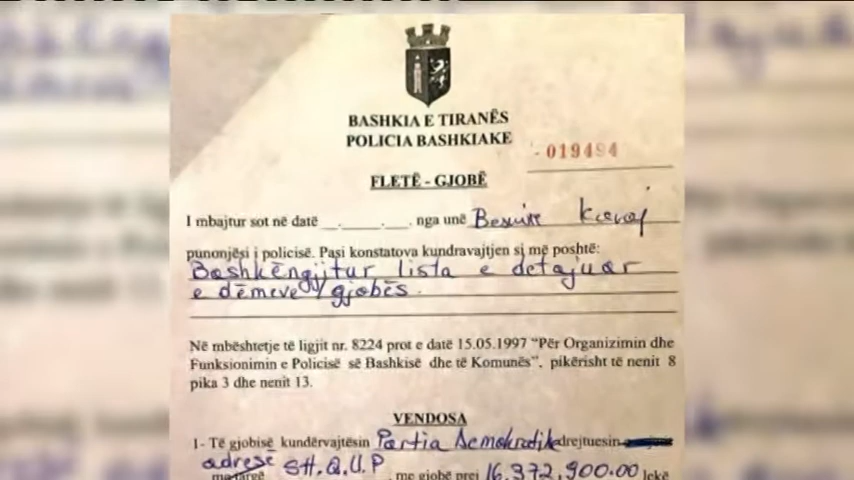 BASHKIA E TIRANËS
POLICIA BASHKIAKE
- 019494
FLETË - GJOBË
I mbajtur sot në datë __.__.__. nga unë
punonjësi i policisë. Pasi konstatova kundravajtjen si më poshtë:
Bashkëngjitur lista e detajuar
e dëmeve/gjobës.
Në mbështetje të ligjit nr. 8224 prot e datë 15.05.1997 “Për Organizimin dhe
Funksionimin e Policisë së Bashkisë dhe të Komunës”, pikërisht të nenit 8
pika 3 dhe nenit 13.
VENDOSA
1- Të gjobisë kundërvajtësin Partia Demokratike drejtuesin
adresë SH.Q.U.P me gjobë prej 16.372,900.00 lekë